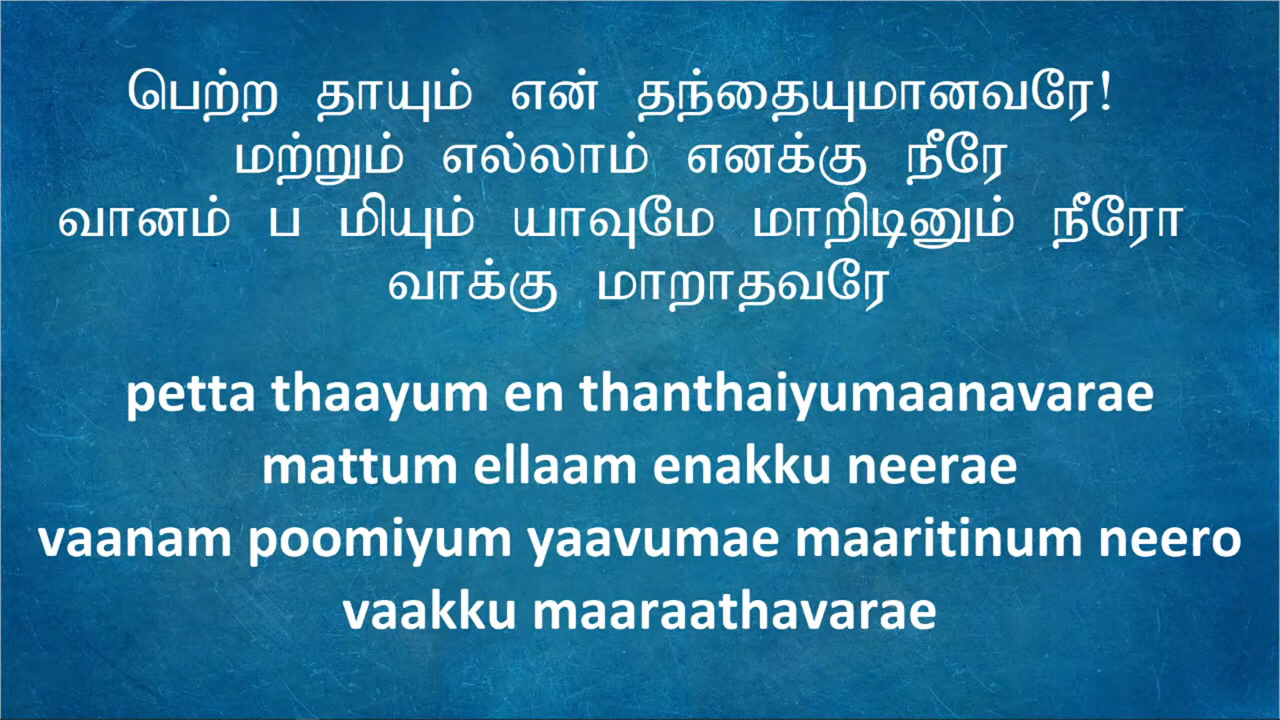 பெற்ற தாயும் என் தந்தையுமானவரே!
மற்றும் எல்லாம் எனக்கு நீரே
வானம் ப மியும் யாவுமே மாறிடினும் நீரோ
வாக்கு மாறாதவரே
petta thaayum en thanthaiyumaanavarae
mattum ellaam enakku neerae
vaanam poomiyum yaavumae maaritinum neero
vaakku maaraathavarae